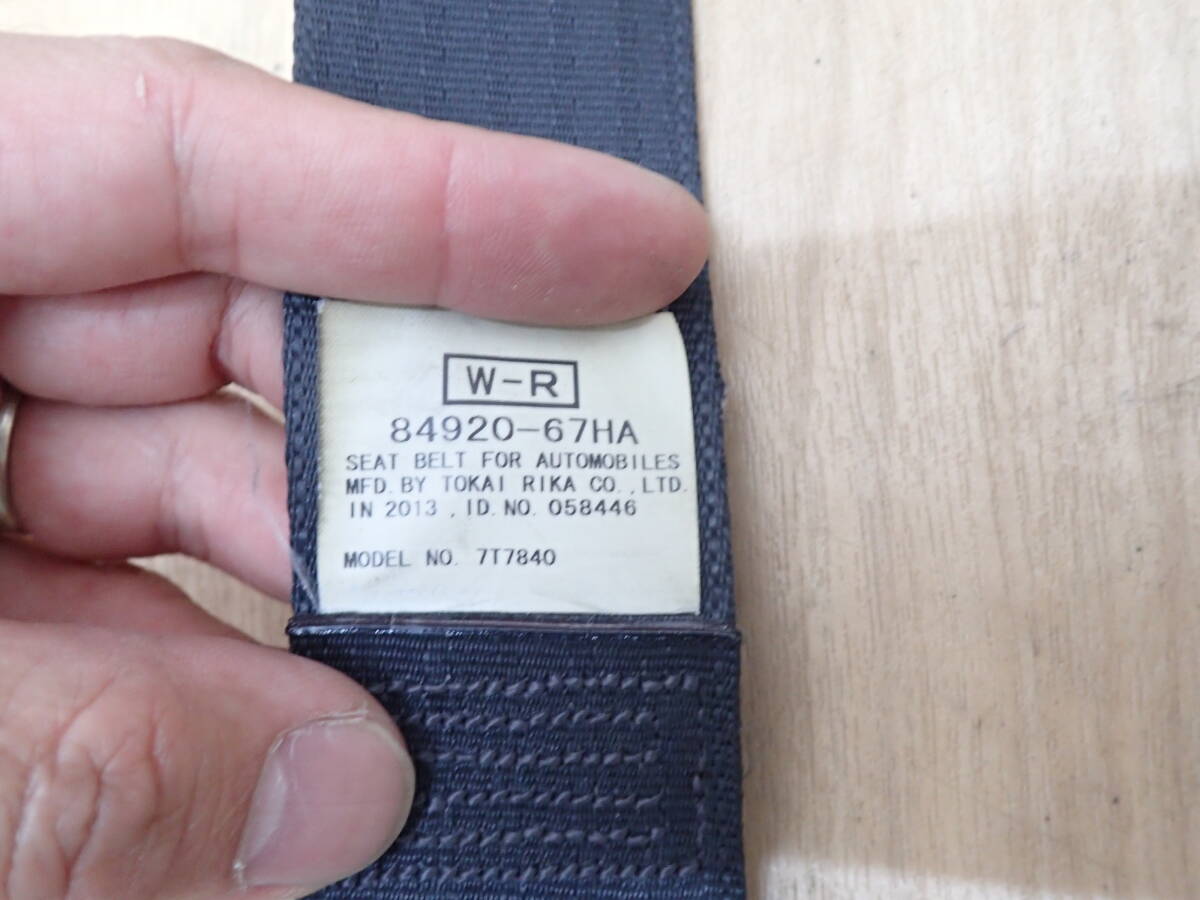 W-R
84920-67HA
SEAT BELT FOR AUTOMOBILES
MFD. BY TOKAI RIKA CO., LTD.
IN 2013 , ID. NO. 058446
MODEL NO. 7T7840